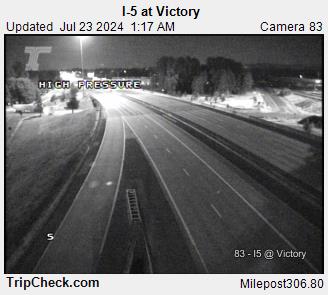 I-5 at Victory
Updated  Jul 23 2024  1:17 AM
Camera 83
T
HIGH PRESSURE
S
83 - I5 @ Victory
TripCheck.com
Milepost306.80